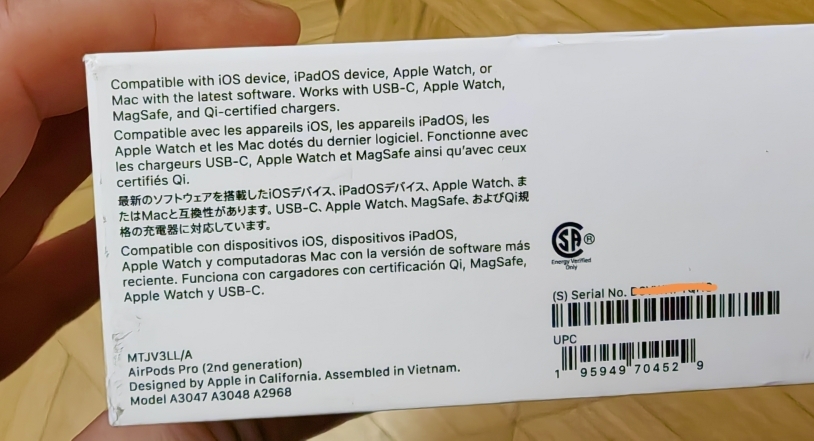 Compatible with iOS device, iPadOS device, Apple Watch, or
Mac with the latest software. Works with USB-C, Apple Watch,
MagSafe, and Qi-certified chargers.
Compatible avec les appareils iOS, les appareils iPadOS, les
Apple Watch et les Mac dotés du dernier logiciel. Fonctionne avec
les chargeurs USB-C, Apple Watch et MagSafe ainsi qu'avec ceux
certifiés Qi.
最新のソフトウェアを搭載したiOSデバイス、iPadOSデバイス、Apple Watch、ま
たはMacと互換性があります。USB-C、Apple Watch、MagSafe、およびQi規
格の充電器に対応しています。
Compatible con dispositivos iOS, dispositivos iPadOS,
Apple Watch y computadoras Mac con la versión de software más
reciente. Funciona con cargadores con certificación Qi, MagSafe,
Apple Watch y USB-C.
MTJV3LL/A
AirPods Pro (2nd generation)
Designed by Apple in California. Assembled in Vietnam.
Model A3047 A3048 A2968
SA ®
Energy Verified
Only
(S) Serial No.
UPC
1 95949 70452 9